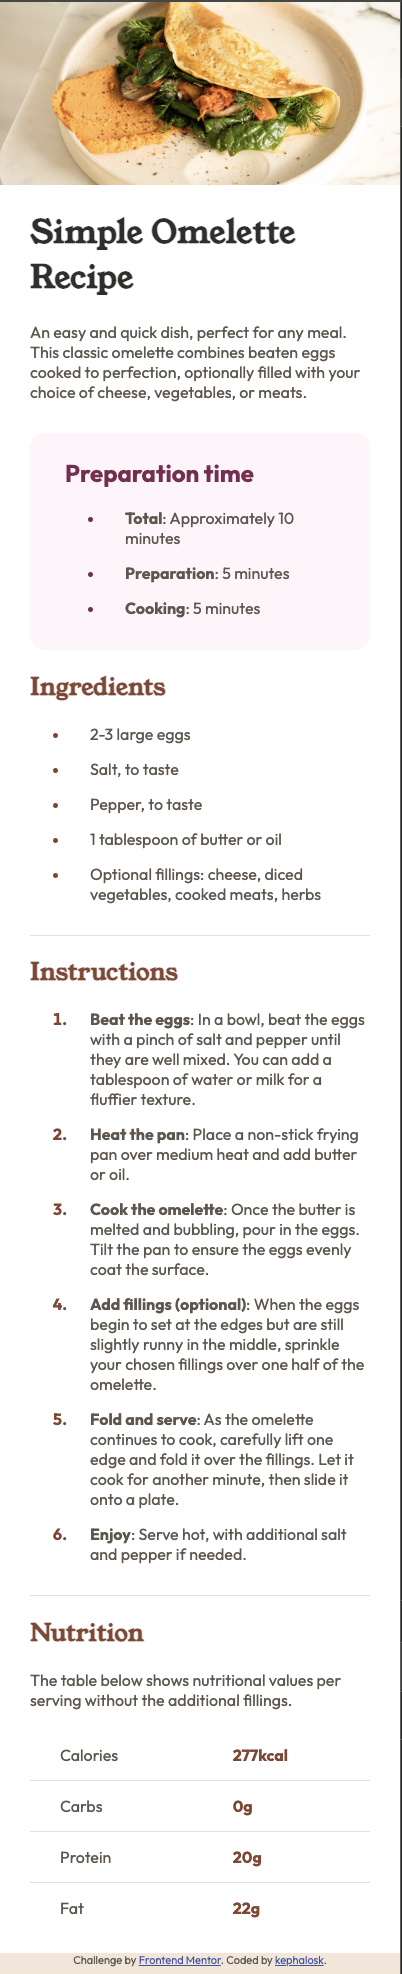 Simple Omelette
Recipe
An easy and quick dish, perfect for any meal.
This classic omelette combines beaten eggs
cooked to perfection, optionally filled with your
choice of cheese, vegetables, or meats.
Preparation time
• Total: Approximately 10
minutes
• Preparation: 5 minutes
• Cooking: 5 minutes
Ingredients
• 2-3 large eggs
• Salt, to taste
• Pepper, to taste
• 1 tablespoon of butter or oil
• Optional fillings: cheese, diced
vegetables, cooked meats, herbs
Instructions
1. Beat the eggs: In a bowl, beat the eggs
with a pinch of salt and pepper until
they are well mixed. You can add a
tablespoon of water or milk for a
fluffier texture.
2. Heat the pan: Place a non-stick frying
pan over medium heat and add butter
or oil.
3. Cook the omelette: Once the butter is
melted and bubbling, pour in the eggs.
Tilt the pan to ensure the eggs evenly
coat the surface.
4. Add fillings (optional): When the eggs
begin to set at the edges but are still
slightly runny in the middle, sprinkle
your chosen fillings over one half of the
omelette.
5. Fold and serve: As the omelette
continues to cook, carefully lift one
edge and fold it over the fillings. Let it
cook for another minute, then slide it
onto a plate.
6. Enjoy: Serve hot, with additional salt
and pepper if needed.
Nutrition
The table below shows nutritional values per
serving without the additional fillings.
Calories 277kcal
Carbs 0g
Protein 20g
Fat 22g
Challenge by Frontend Mentor. Coded by kephalosk.